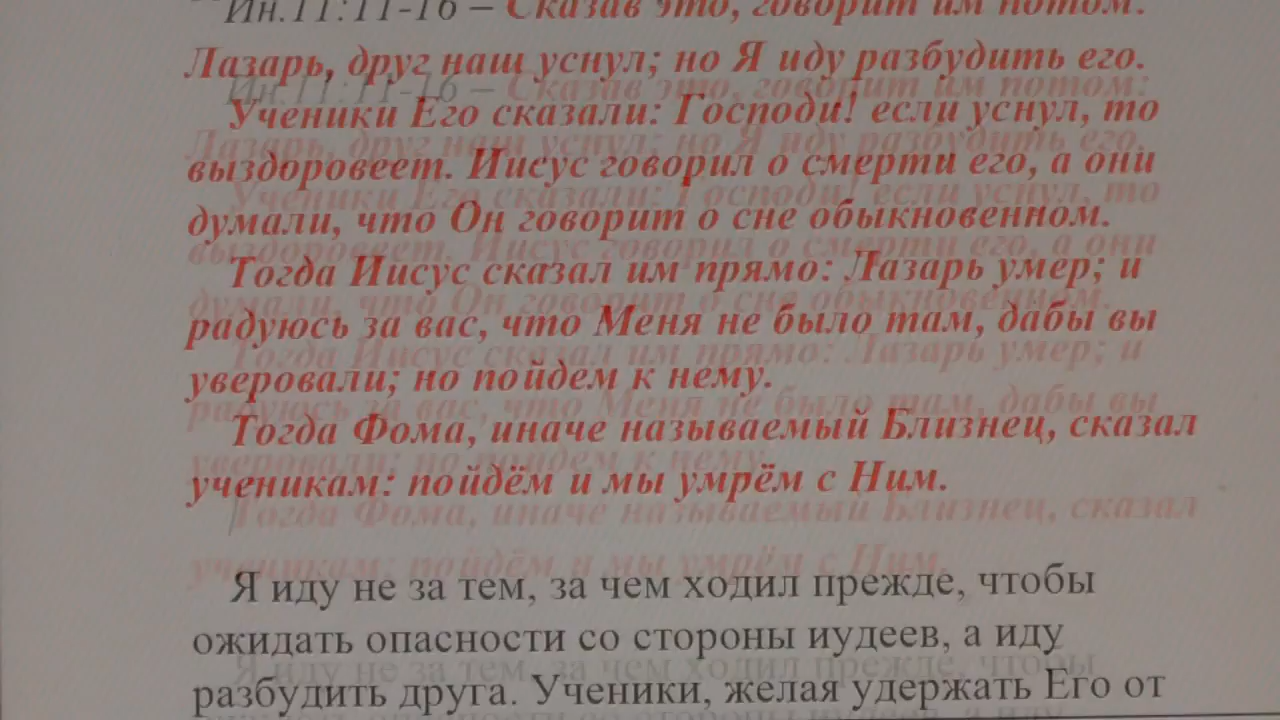 Ин.11:11-16 – Сказав это, говорит им потом:
Лазарь, друг наш уснул; но Я иду разбудить его.
Ученики Его сказали: Господи! если уснул, то
выздоровеет. Иисус говорил о смерти его, а они
думали, что Он говорит о сне обыкновенном.
Тогда Иисус сказал им прямо: Лазарь умер; и
радуюсь за вас, что Меня не было там, дабы вы
уверовали; но пойдем к нему.
Тогда Фома, иначе называемый Близнец, сказал
ученикам: пойдём и мы умрём с Ним.
Я иду не за тем, за чем ходил прежде, чтобы
ожидать опасности со стороны иудеев, а иду
разбудить друга. Ученики, желая удержать Его от